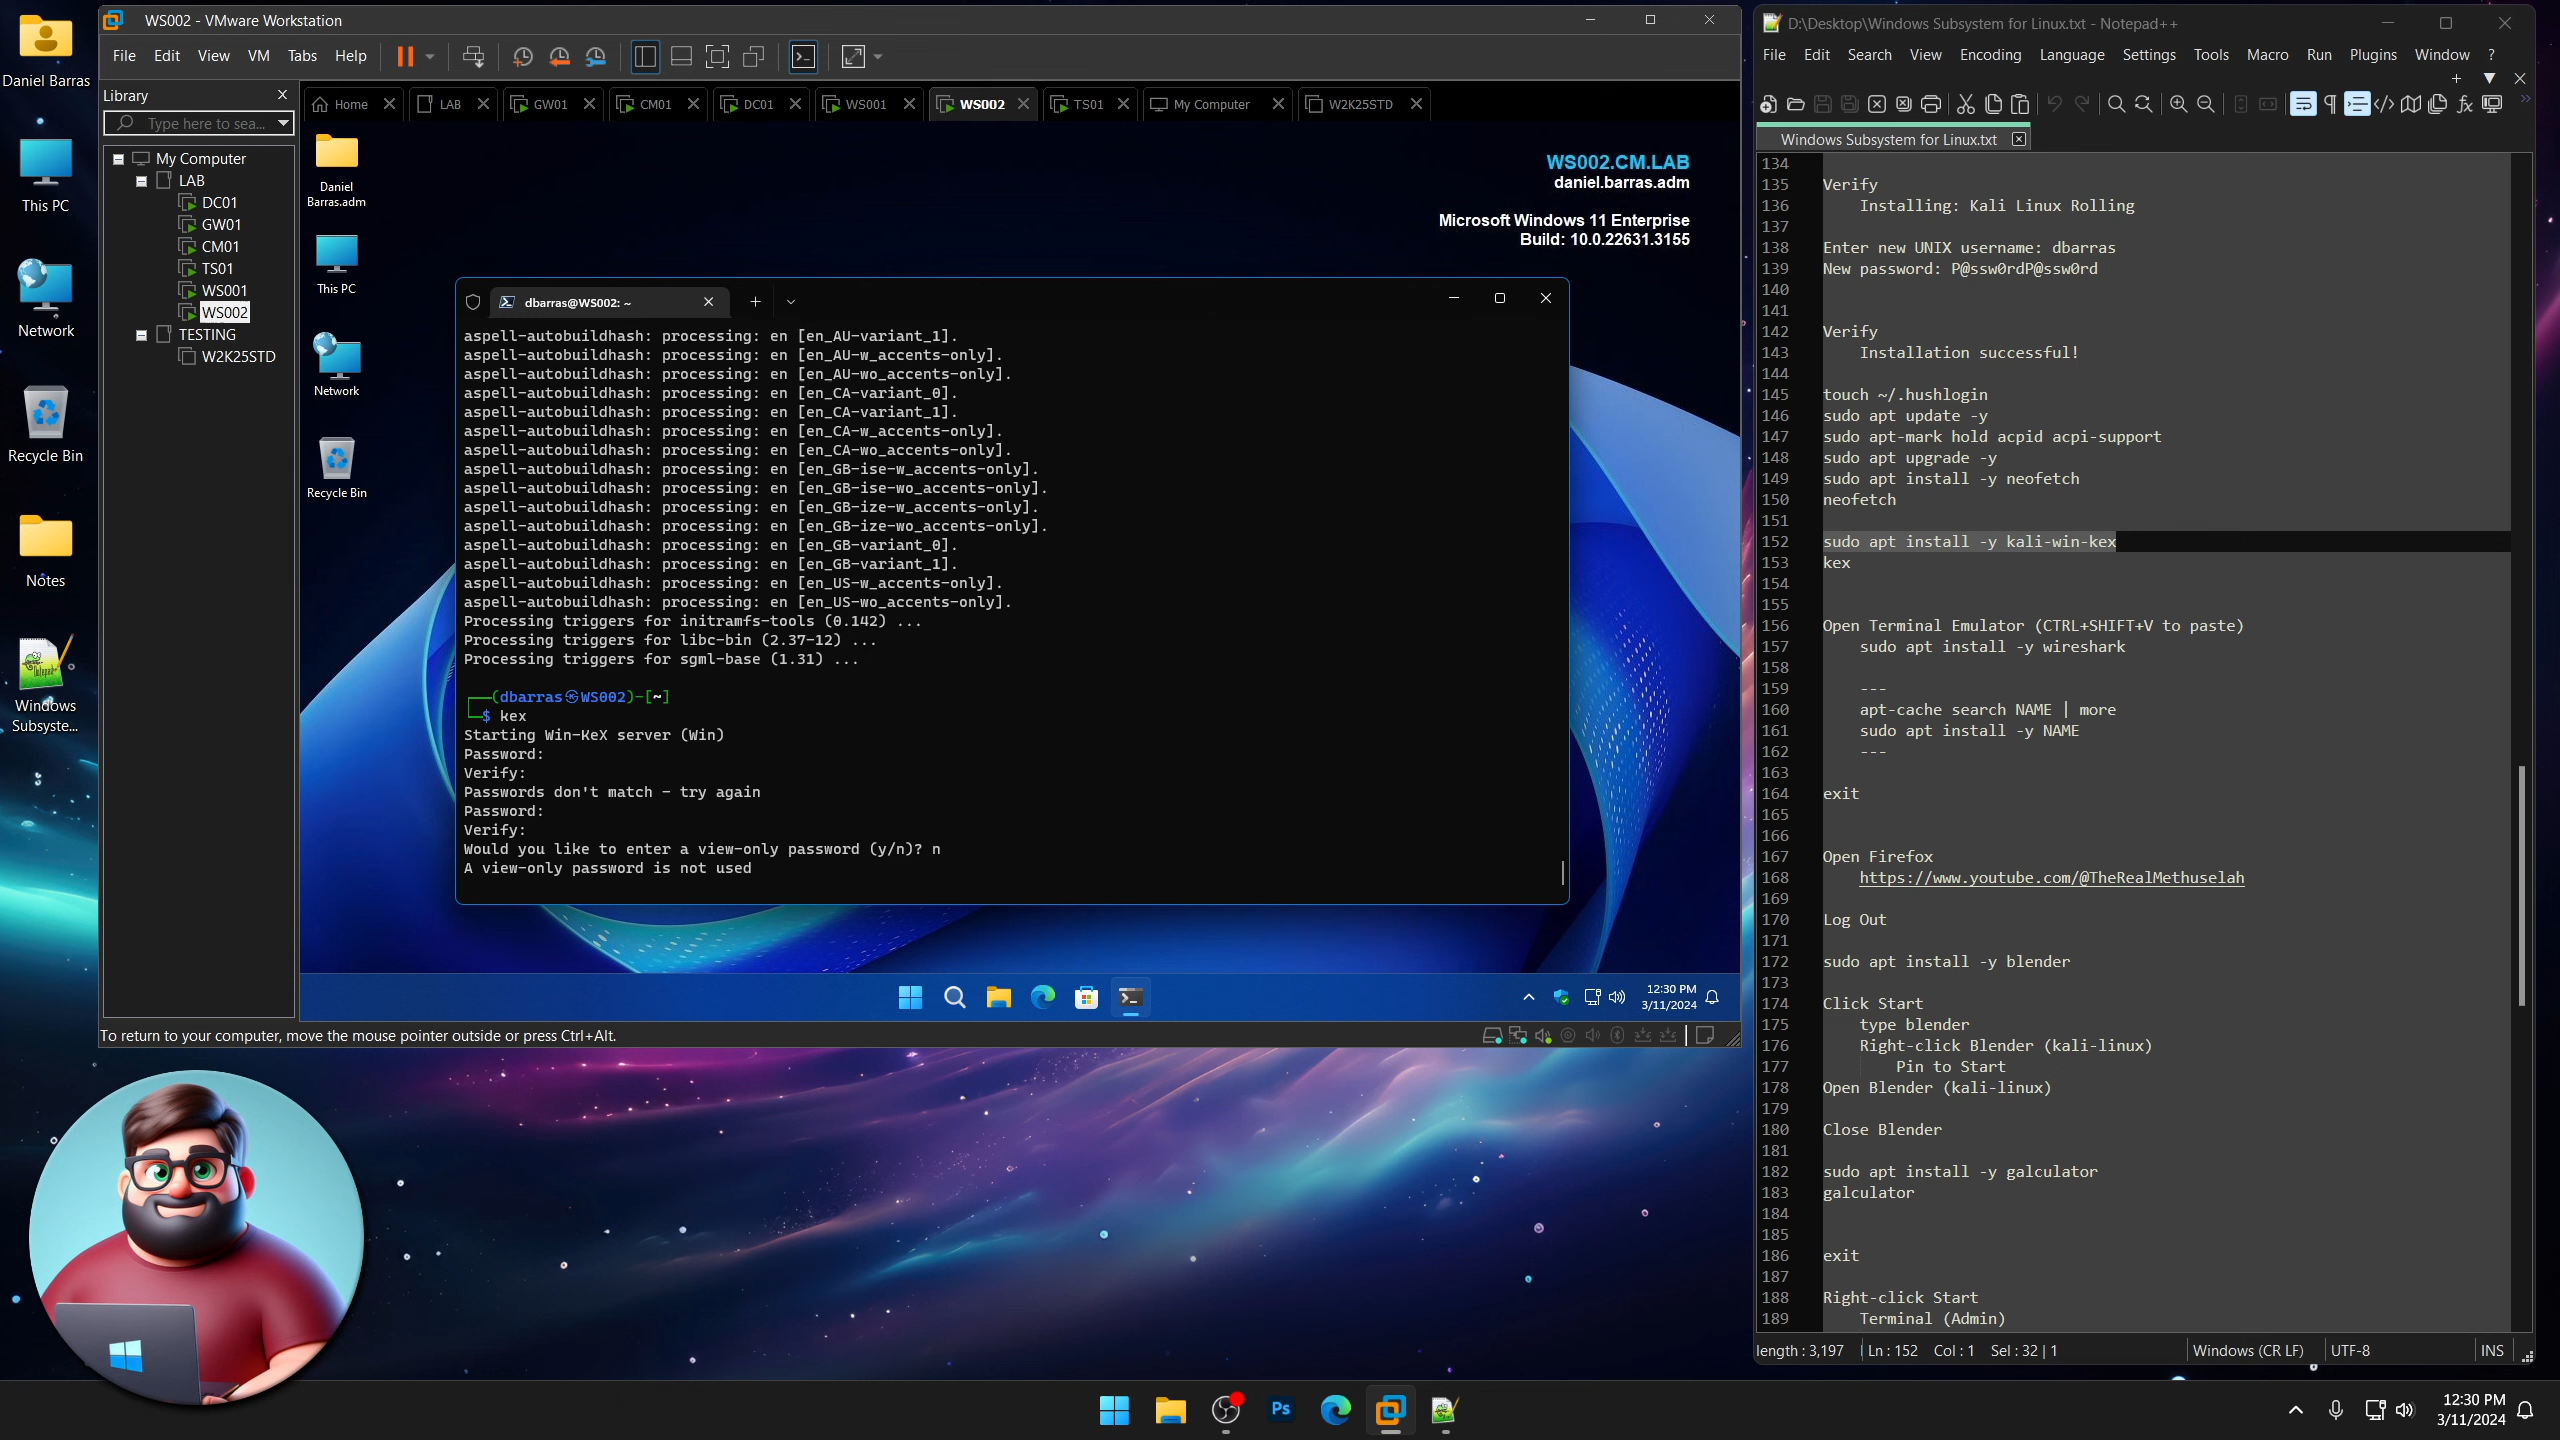 Daniel Barras
This PC
Network
Recycle Bin
Notes
Windows
Subsyste...
WS002 - VMware Workstation
File Edit View VM Tabs Help
Library
Type here to sea...
My Computer
LAB
DC01
GW01
CM01
TS01
WS001
WS002
TESTING
W2K25STD
Home LAB GW01 CM01 DC01 WS001 WS002 TS01 My Computer W2K25STD
Daniel
Barras.adm
This PC
Network
Recycle Bin
WS002.CM.LAB
daniel.barras.adm
Microsoft Windows 11 Enterprise
Build: 10.0.22631.3155
dbarras@WS002: ~
aspell-autobuildhash: processing: en [en_AU-variant_1].
aspell-autobuildhash: processing: en [en_AU-w_accents-only].
aspell-autobuildhash: processing: en [en_AU-wo_accents-only].
aspell-autobuildhash: processing: en [en_CA-variant_0].
aspell-autobuildhash: processing: en [en_CA-variant_1].
aspell-autobuildhash: processing: en [en_CA-w_accents-only].
aspell-autobuildhash: processing: en [en_CA-wo_accents-only].
aspell-autobuildhash: processing: en [en_GB-ise-w_accents-only].
aspell-autobuildhash: processing: en [en_GB-ise-wo_accents-only].
aspell-autobuildhash: processing: en [en_GB-ize-w_accents-only].
aspell-autobuildhash: processing: en [en_GB-ize-wo_accents-only].
aspell-autobuildhash: processing: en [en_GB-variant_0].
aspell-autobuildhash: processing: en [en_GB-variant_1].
aspell-autobuildhash: processing: en [en_US-w_accents-only].
aspell-autobuildhash: processing: en [en_US-wo_accents-only].
Processing triggers for initramfs-tools (0.142) ...
Processing triggers for libc-bin (2.37-12) ...
Processing triggers for sgml-base (1.31) ...
┌──(dbarras㉿WS002)-[~]
└─$ kex
Starting Win-KeX server (Win)
Password:
Verify:
Passwords don't match - try again
Password:
Verify:
Would you like to enter a view-only password (y/n)? n
A view-only password is not used
12:30 PM
3/11/2024
To return to your computer, move the mouse pointer outside or press Ctrl+Alt.
D:\Desktop\Windows Subsystem for Linux.txt - Notepad++
File Edit Search View Encoding Language Settings Tools Macro Run Plugins Window ?
Windows Subsystem for Linux.txt
134
135 Verify
136 Installing: Kali Linux Rolling
137
138 Enter new UNIX username: dbarras
139 New password: P@ssw0rdP@ssw0rd
140
141
142 Verify
143 Installation successful!
144
145 touch ~/.hushlogin
146 sudo apt update -y
147 sudo apt-mark hold acpid acpi-support
148 sudo apt upgrade -y
149 sudo apt install -y neofetch
150 neofetch
151
152 sudo apt install -y kali-win-kex
153 kex
154
155
156 Open Terminal Emulator (CTRL+SHIFT+V to paste)
157 sudo apt install -y wireshark
158
159 ---
160 apt-cache search NAME | more
161 sudo apt install -y NAME
162 ---
163
164 exit
165
166
167 Open Firefox
168 https://www.youtube.com/@TheRealMethuselah
169
170 Log Out
171
172 sudo apt install -y blender
173
174 Click Start
175 type blender
176 Right-click Blender (kali-linux)
177 Pin to Start
178 Open Blender (kali-linux)
179
180 Close Blender
181
182 sudo apt install -y galculator
183 galculator
184
185
186 exit
187
188 Right-click Start
189 Terminal (Admin)
length : 3,197 Ln : 152 Col : 1 Sel : 32 | 1 Windows (CR LF) UTF-8 INS
Ps
12:30 PM
3/11/2024